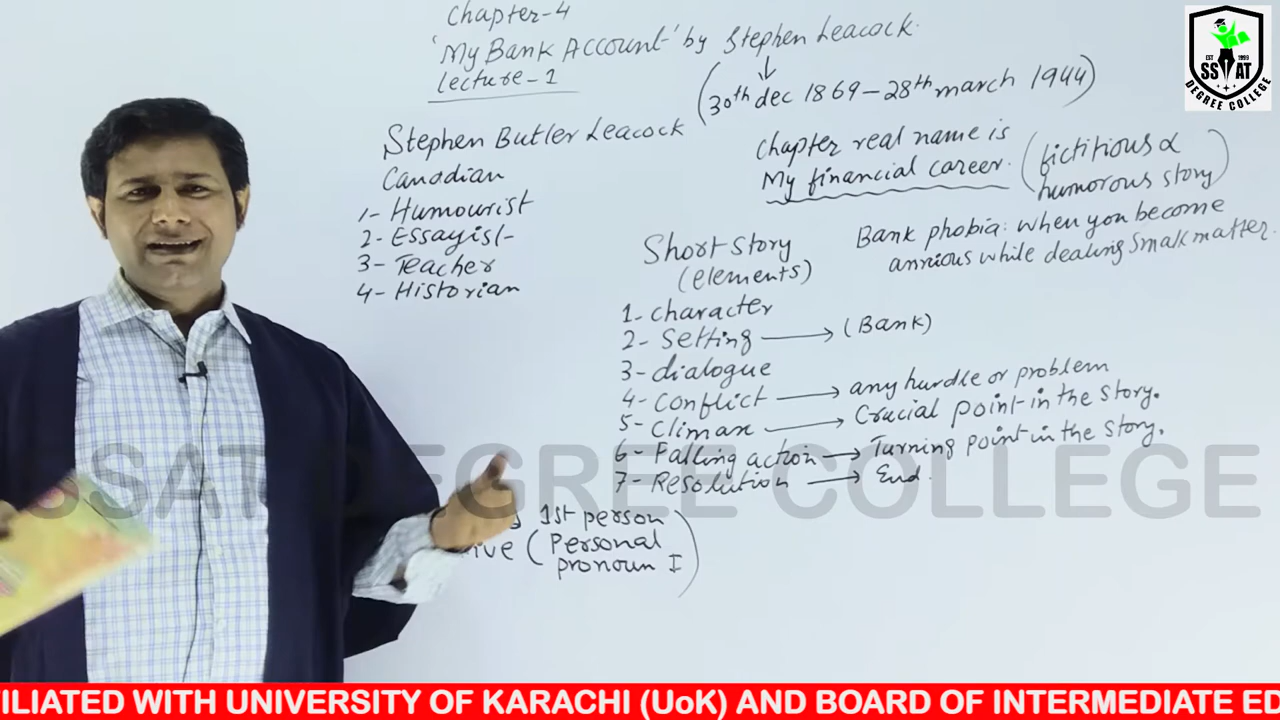 Chapter-4
'My Bank Account' by Stephen Leacock.
lecture-1
(30th dec 1869-28th march 1944)
Stephen Butler Leacock
Canadian
1- Humourist
2- Essayist
3- Teacher
4- Historian
Chapter real name is
My financial career.
(fictitious &
humorous story)
Bank phobia: when you become
anxious while dealing small matter.
Short story
(elements)
1- character
2- Setting → (Bank)
3- dialogue
4- Conflict → any hurdle or problem
5- Climax → Crucial point in the story.
6- Falling action → Turning point in the story.
7- Resolution → End.
1st person
(Personal
pronoun I)
SSAT DEGREE COLLEGE
EST 1999
SSAT
DEGREE COLLEGE
FILIATED WITH UNIVERSITY OF KARACHI (UoK) AND BOARD OF INTERMEDIATE ED